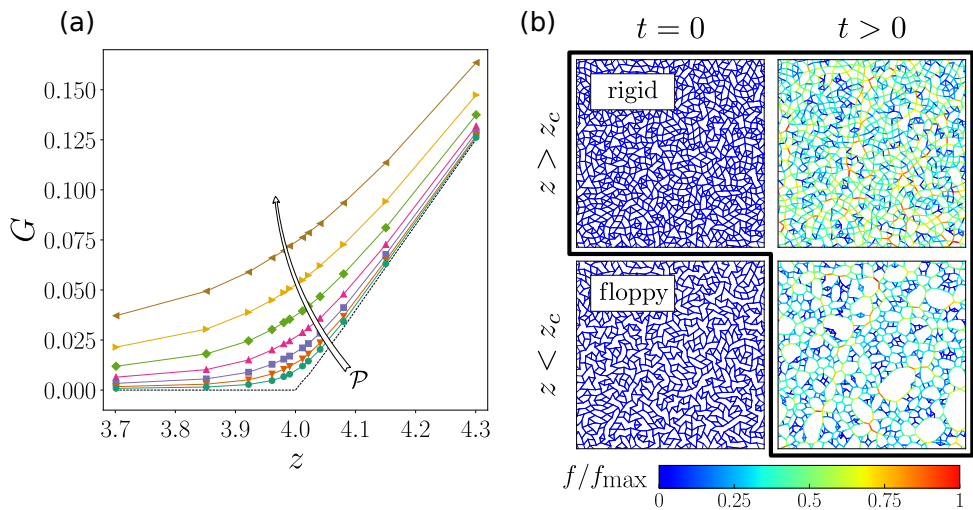 (a)
G
0.150
0.125
0.100
0.075
0.050
0.025
0.000
𝒫
3.7 3.8 3.9 4.0 4.1 4.2 4.3
z
(b)
t = 0 t > 0
z > z_c
rigid
z < z_c
floppy
f/f_max
0 0.25 0.5 0.75 1